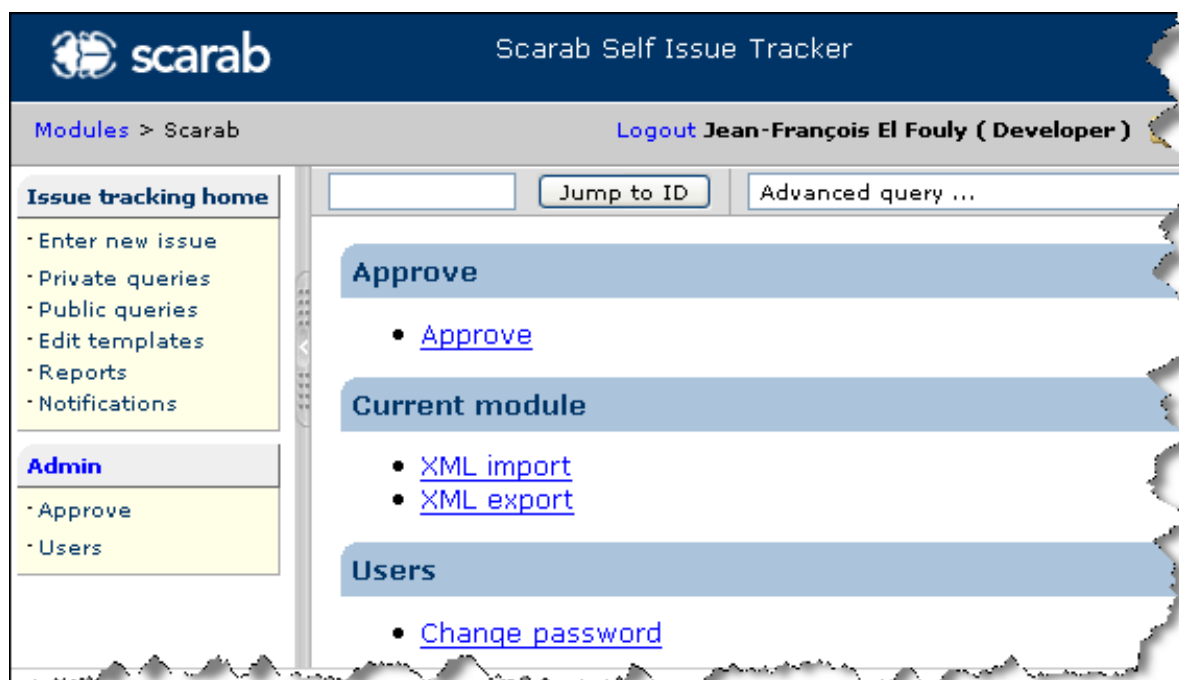 scarab
Scarab Self Issue Tracker
Modules > Scarab
Logout Jean-François El Fouly ( Developer )
Issue tracking home
Enter new issue
Private queries
Public queries
Edit templates
Reports
Notifications
Admin
Approve
Users
Jump to ID
Advanced query ...
Approve
• Approve
Current module
• XML import
• XML export
Users
• Change password